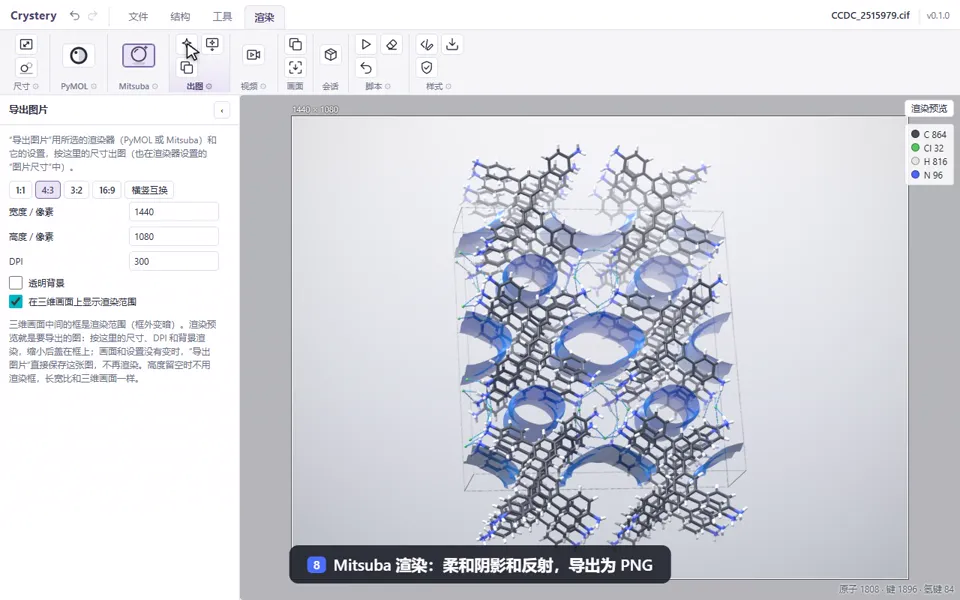 Crystery
文件
结构
工具
渲染
CCDC_2515979.cif
v0.1.0
尺寸
PyMOL
Mitsuba
出图
视频
画面
会话
脚本
样式
导出图片
“导出图片”用所选的渲染器（PyMOL 或 Mitsuba）和
它的设置，按这里的尺寸出图（也在渲染器设置的
“图片尺寸”中）。
1:1
4:3
3:2
16:9
横竖互换
宽度 / 像素
1440
高度 / 像素
1080
DPI
300
透明背景
在三维画面上显示渲染范围
三维画面中间的框是渲染范围（框外变暗）。渲染预
览就是要导出的图：按这里的尺寸、DPI 和背景渲
染，缩小后盖在框上；画面和设置没有变时，“导出
图片”直接保存这张图，不再渲染。高度留空时不用
渲染框，长宽比和三维画面一样。
1440 × 1080
渲染预览
C 864
Cl 32
H 816
N 96
8 Mitsuba 渲染：柔和阴影和反射，导出为 PNG
原子 1808 · 键 1896 · 氢键 84